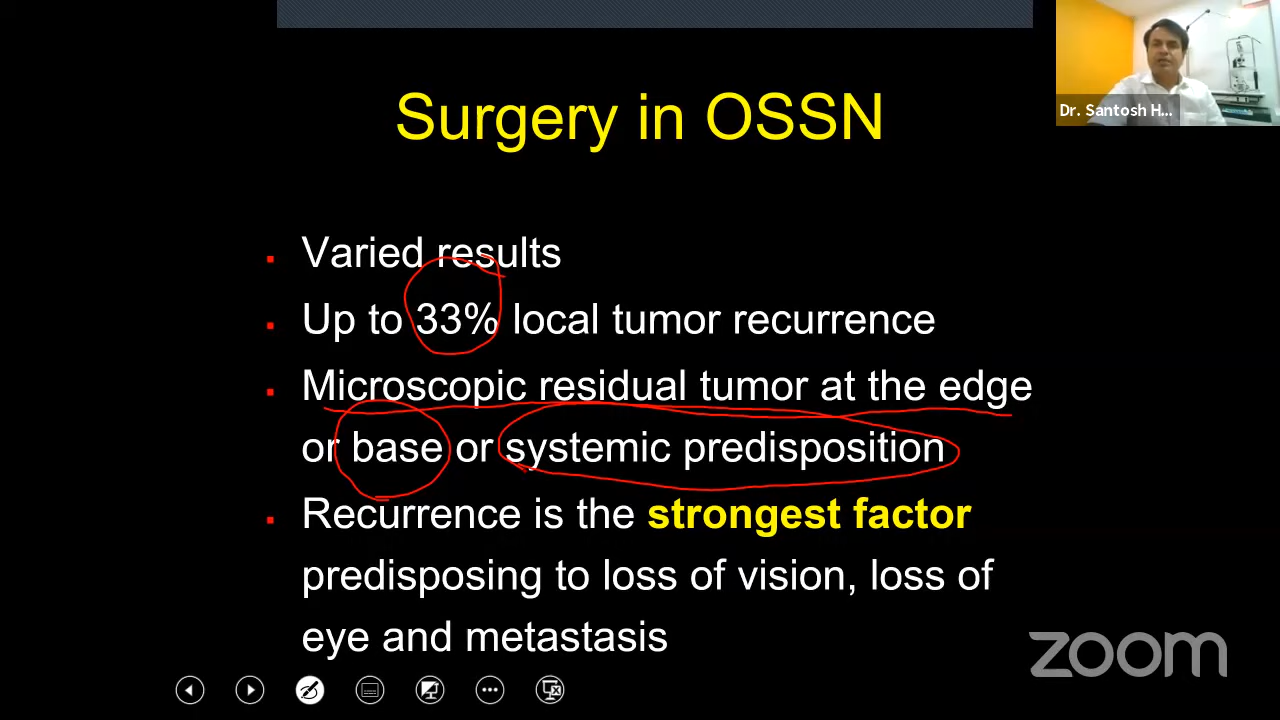 Dr. Santosh H...
Surgery in OSSN
Varied results
Up to 33% local tumor recurrence
Microscopic residual tumor at the edge
or base or systemic predisposition
Recurrence is the strongest factor
predisposing to loss of vision, loss of
eye and metastasis
zoom